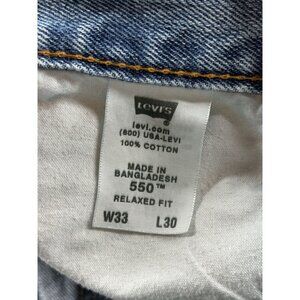 Levi's
levi.com
(800) USA-LEVI
100% COTTON
MADE IN
BANGLADESH
550™
RELAXED FIT
W33 L30